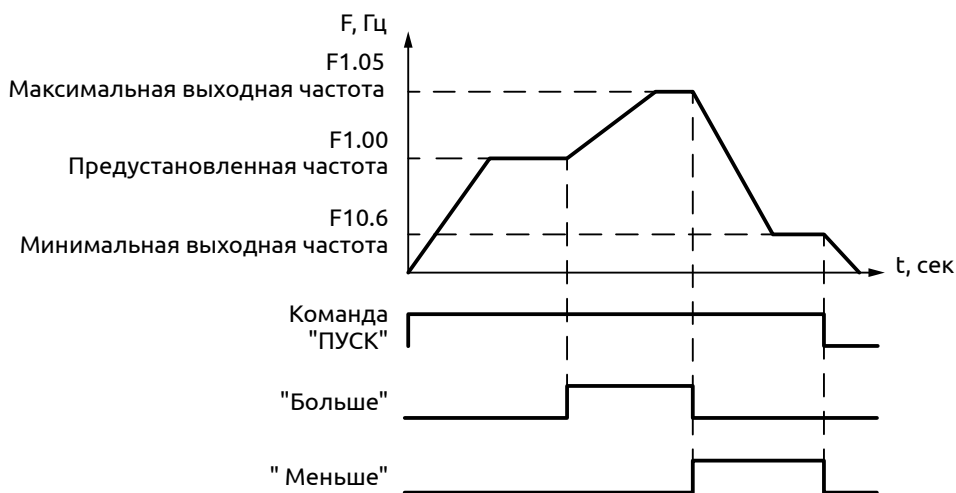 F, Гц
F1.05
Максимальная выходная частота
F1.00
Предустановленная частота
F10.6
Минимальная выходная частота
t, сек
Команда
"ПУСК"
"Больше"
" Меньше"